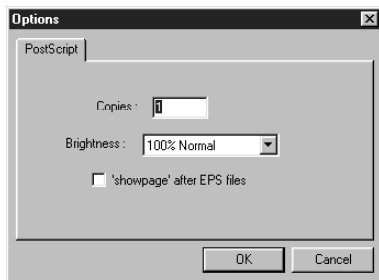 Options
PostScript
Copies : 1
Brightness : 100% Normal
'showpage' after EPS files
OK Cancel